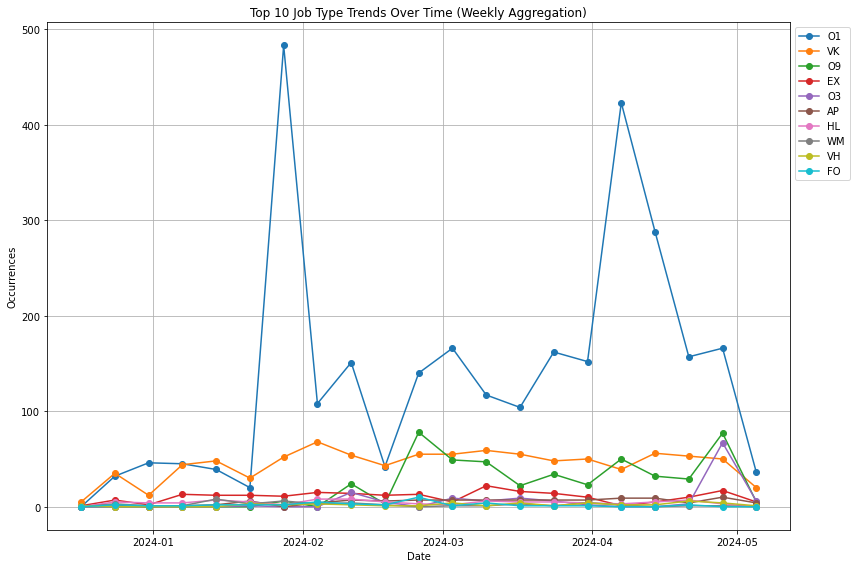 Top 10 Job Type Trends Over Time (Weekly Aggregation)
Occurrences
500
400
300
200
100
0
2024-01
2024-02
2024-03
2024-04
2024-05
Date
O1
VK
O9
EX
O3
AP
HL
WM
VH
FO